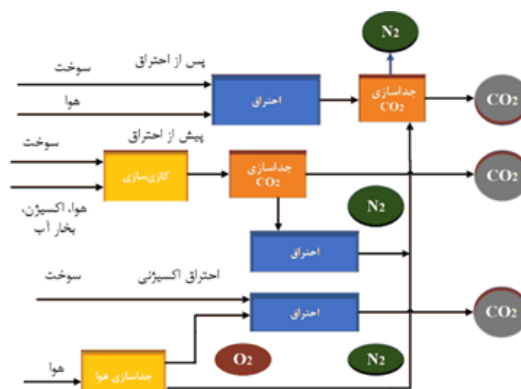 N2
سوخت
پس از احتراق
هوا
احتراق
جداسازی
CO2
CO2
سوخت
پیش از احتراق
گازی‌سازی
جداسازی
CO2
CO2
هوا، اکسیژن،
بخار آب
N2
احتراق
سوخت
احتراق اکسیژنی
احتراق
CO2
هوا
جداسازی هوا
O2
N2